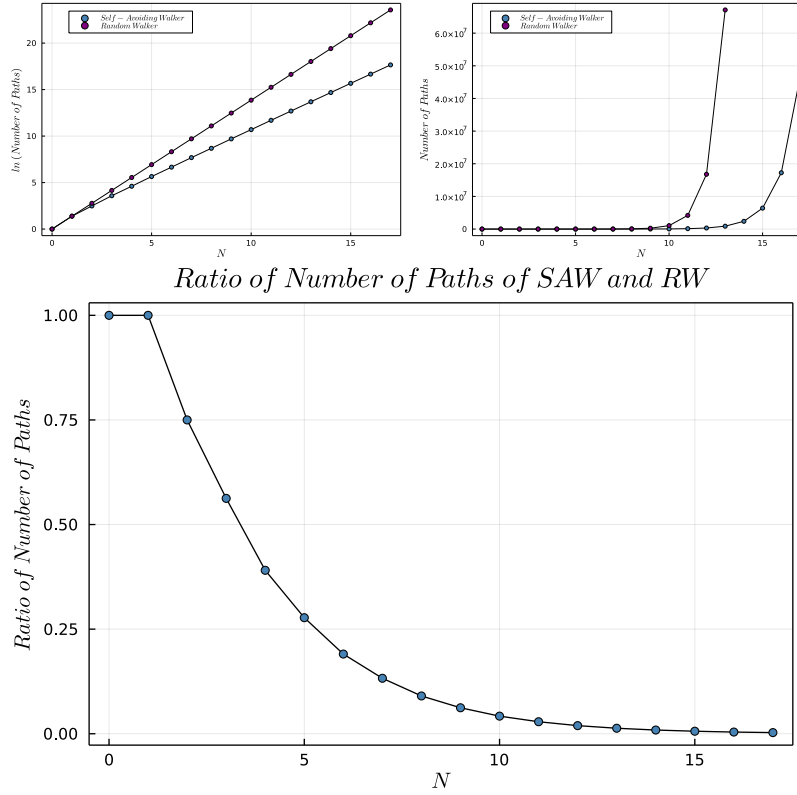 Self − Avoiding Walker
Random Walker
ln (Number of Paths)
20
15
10
5
0
0 5 10 15
N
Self − Avoiding Walker
Random Walker
Number of Paths
6.0×10⁷
5.0×10⁷
4.0×10⁷
3.0×10⁷
2.0×10⁷
1.0×10⁷
0
0 5 10 15
N
Ratio of Number of Paths of SAW and RW
Ratio of Number of Paths
1.00
0.75
0.50
0.25
0.00
0 5 10 15
N